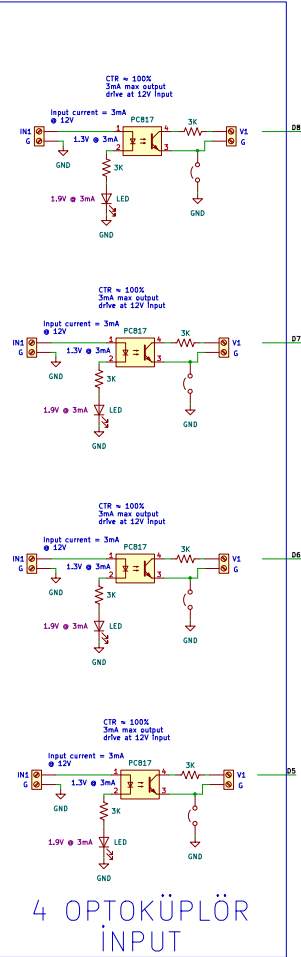 CTR ≈ 100%
3mA max output
drive at 12V input
Input current = 3mA
@ 12V
PC817
3K
IN1
G
1.3V @ 3mA
1
2
4
3
V1
G
D8
GND
3K
1.9V @ 3mA
LED
GND
GND
CTR ≈ 100%
3mA max output
drive at 12V input
Input current = 3mA
@ 12V
PC817
3K
IN1
G
1.3V @ 3mA
1
2
4
3
V1
G
D7
GND
3K
1.9V @ 3mA
LED
GND
GND
CTR ≈ 100%
3mA max output
drive at 12V input
Input current = 3mA
@ 12V
PC817
3K
IN1
G
1.3V @ 3mA
1
2
4
3
V1
G
D6
GND
3K
1.9V @ 3mA
LED
GND
GND
CTR ≈ 100%
3mA max output
drive at 12V input
Input current = 3mA
@ 12V
PC817
3K
IN1
G
1.3V @ 3mA
1
2
4
3
V1
G
D5
GND
3K
1.9V @ 3mA
LED
GND
GND
4 OPTOKÜPLÖR
İNPUT